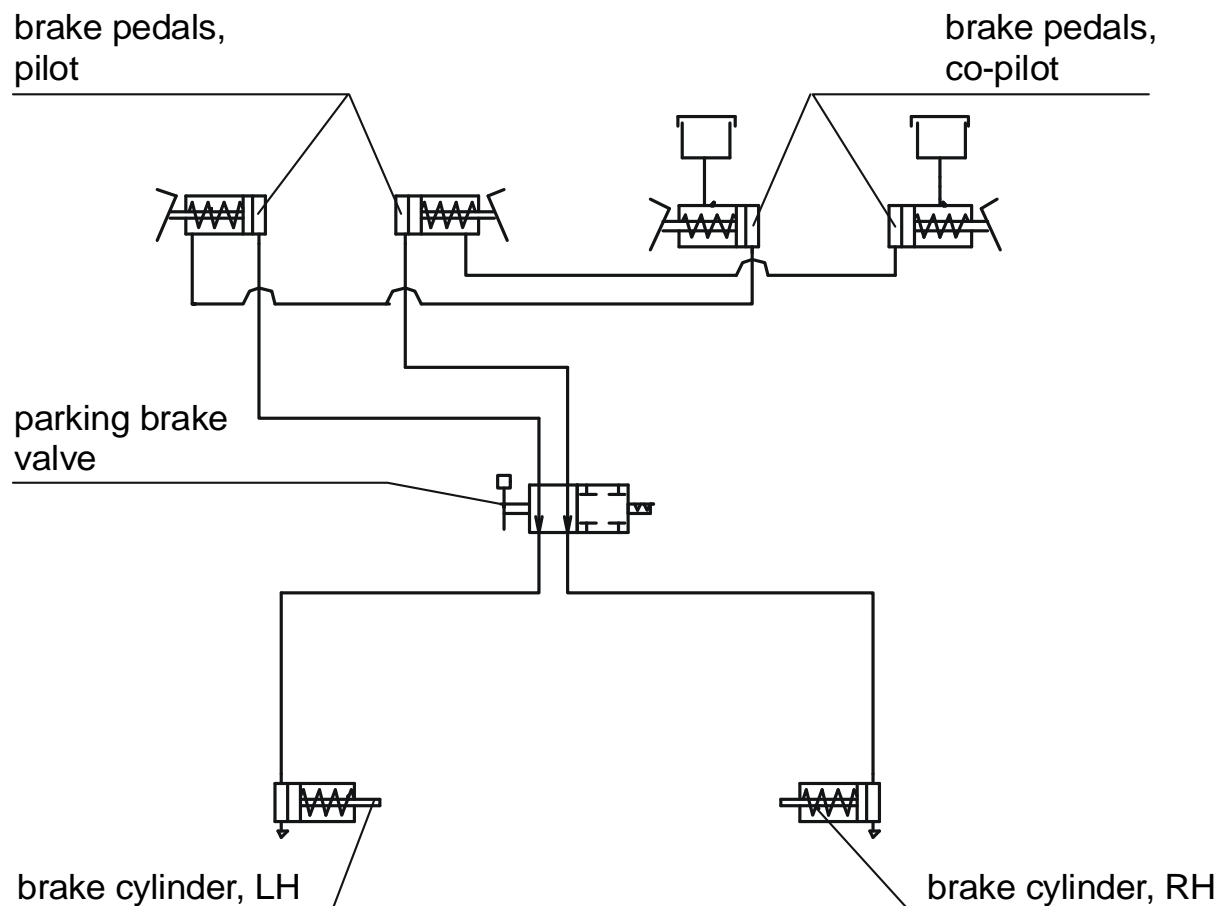 brake pedals,
pilot
brake pedals,
co-pilot
parking brake
valve
brake cylinder, LH
brake cylinder, RH